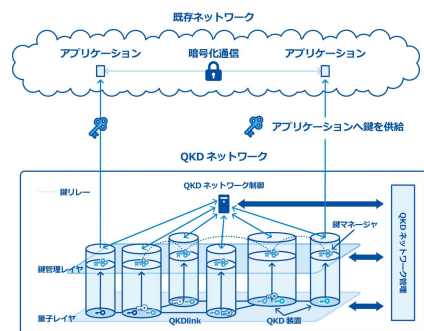 既存ネットワーク
アプリケーション
暗号化通信
アプリケーション
アプリケーションへ鍵を供給
QKD ネットワーク
鍵リレー
QKD ネットワーク制御
鍵マネージャ
QKD ネットワーク管理
鍵管理レイヤ
量子レイヤ
QKDlink
QKD 装置